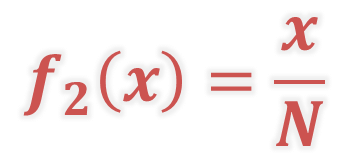 f₂(x) = x/N